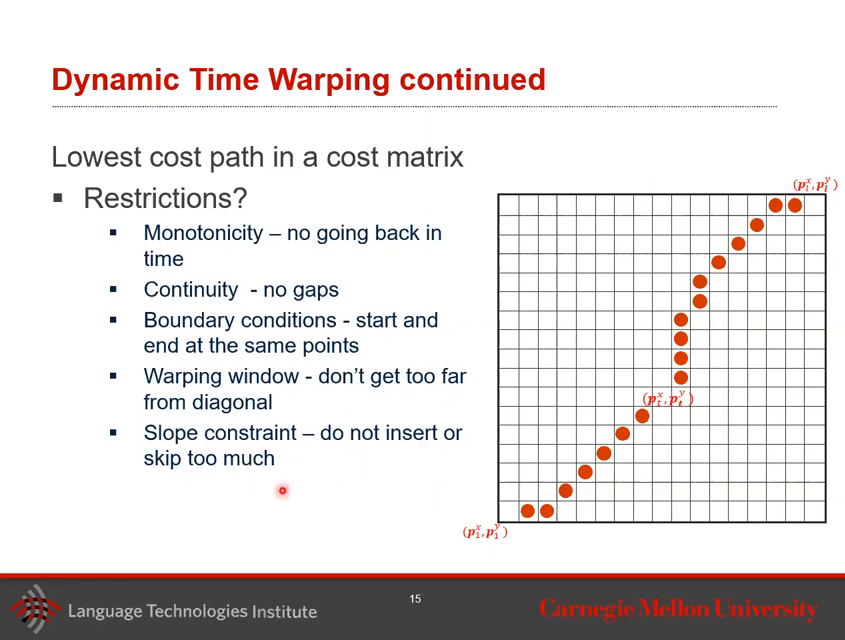 Dynamic Time Warping continued
Lowest cost path in a cost matrix
▪ Restrictions?
▪ Monotonicity – no going back in
time
▪ Continuity - no gaps
▪ Boundary conditions - start and
end at the same points
▪ Warping window - don't get too far
from diagonal
▪ Slope constraint – do not insert or
skip too much
(p_l^x, p_l^y)
(p_t^x, p_t^y)
(p_1^x, p_1^y)
15
Language Technologies Institute
Carnegie Mellon University